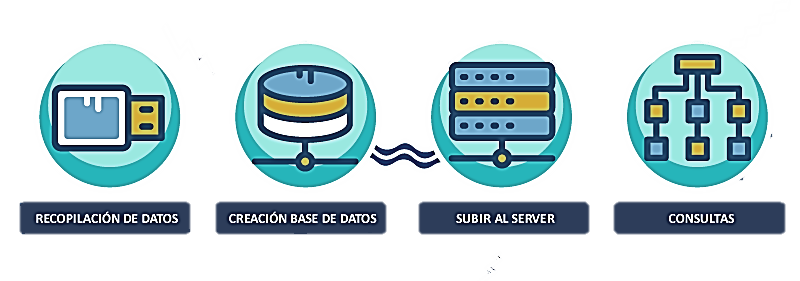 RECOPILACIÓN DE DATOS
CREACIÓN BASE DE DATOS
SUBIR AL SERVER
CONSULTAS